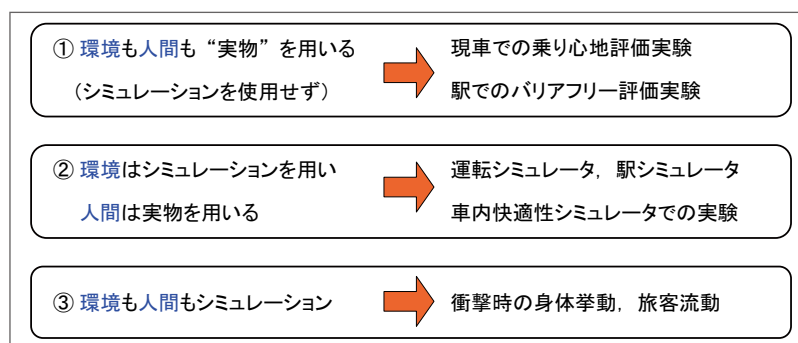 ① 環境も人間も“実物”を用いる
（シミュレーションを使用せず）
現車での乗り心地評価実験
駅でのバリアフリー評価実験
② 環境はシミュレーションを用い
人間は実物を用いる
運転シミュレータ，駅シミュレータ
車内快適性シミュレータでの実験
③ 環境も人間もシミュレーション
衝撃時の身体挙動，旅客流動